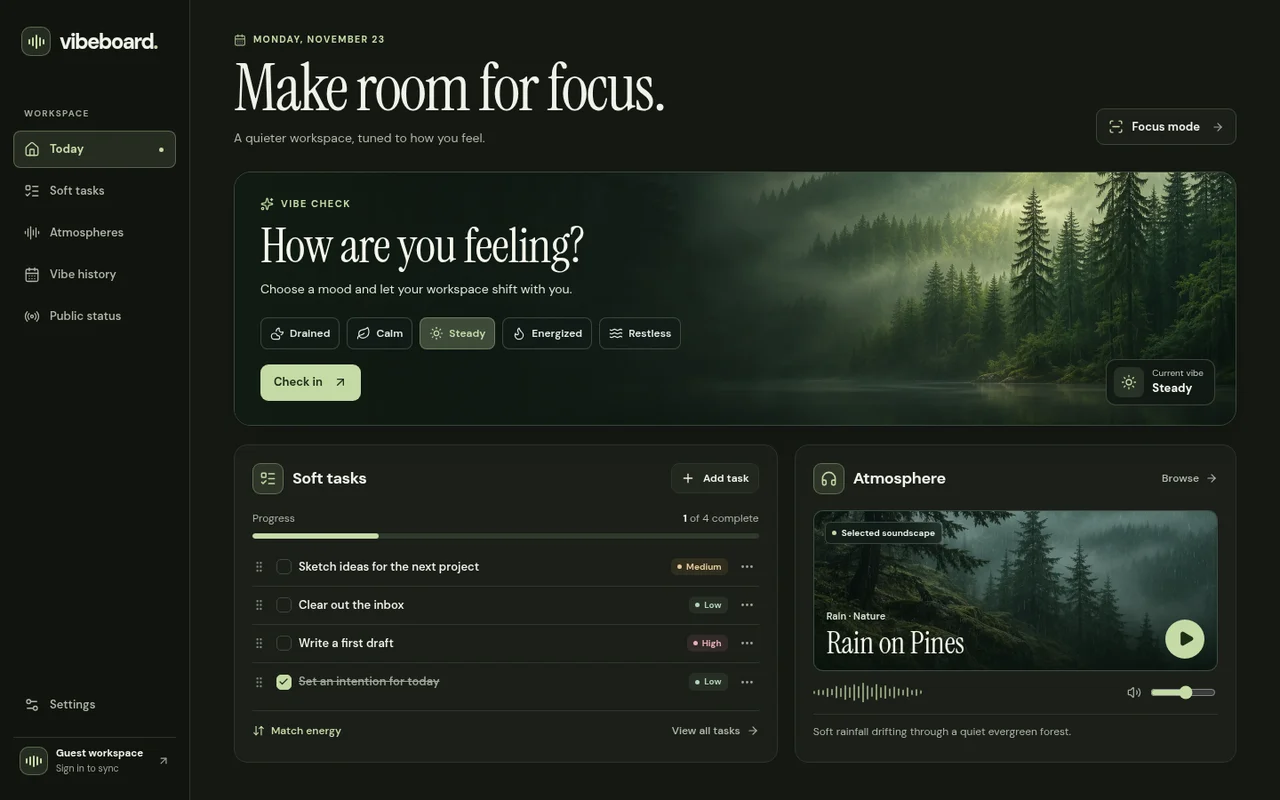 vibeboard.
WORKSPACE
Today
Soft tasks
Atmospheres
Vibe history
Public status
Settings
Guest workspace
Sign in to sync
MONDAY, NOVEMBER 23
Make room for focus.
A quieter workspace, tuned to how you feel.
Focus mode
VIBE CHECK
How are you feeling?
Choose a mood and let your workspace shift with you.
Drained Calm Steady Energized Restless
Check in
Current vibe
Steady
Soft tasks
Add task
Progress
1 of 4 complete
Sketch ideas for the next project Medium
Clear out the inbox Low
Write a first draft High
Set an intention for today Low
Match energy
View all tasks
Atmosphere
Browse
Selected soundscape
Rain · Nature
Rain on Pines
Soft rainfall drifting through a quiet evergreen forest.